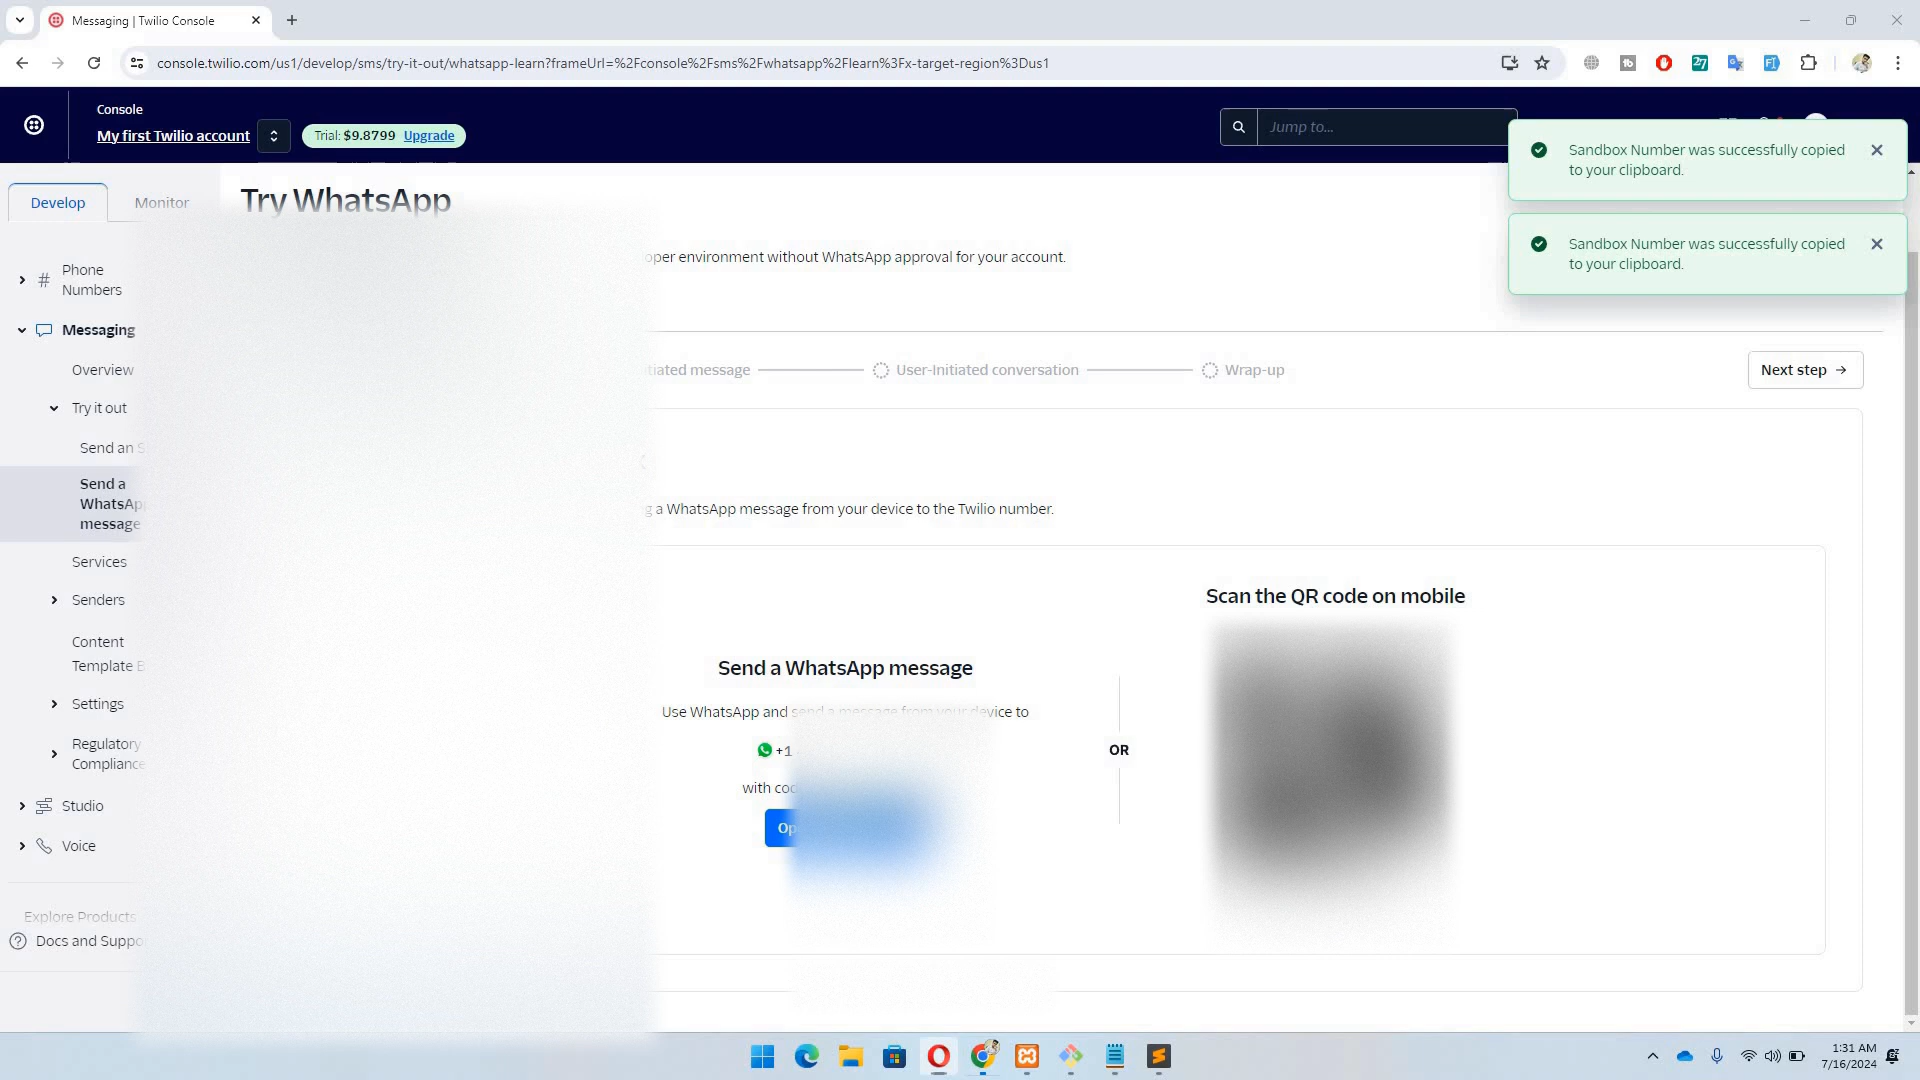 Messaging | Twilio Console
console.twilio.com/us1/develop/sms/try-it-out/whatsapp-learn?frameUrl=%2Fconsole%2Fsms%2Fwhatsapp%2Flearn%3Fx-target-region%3Dus1
Console
My first Twilio account
Trial: $9.8799 Upgrade
Jump to...
Sandbox Number was successfully copied
to your clipboard.
Sandbox Number was successfully copied
to your clipboard.
Develop
Monitor
Phone
Numbers
Messaging
Overview
Try it out
Send an
Send a
WhatsApp
message
Services
Senders
Content
Template
Settings
Regulatory
Compliance
Studio
Voice
Explore Products
Docs and
Try WhatsApp
environment without WhatsApp approval for your account.
message
User-Initiated conversation
Wrap-up
Next step →
a WhatsApp message from your device to the Twilio number.
Send a WhatsApp message
Use WhatsApp and send a message from your device to
+1
with
OR
Scan the QR code on mobile
1:31 AM
7/16/2024